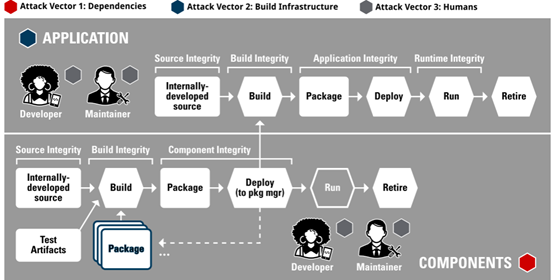 Attack Vector 1: Dependencies
Attack Vector 2: Build Infrastructure
Attack Vector 3: Humans
APPLICATION
Source Integrity
Build Integrity
Application Integrity
Runtime Integrity
Internally-
developed
source
Build
Package
Deploy
Run
Retire
Developer
Maintainer
Source Integrity
Build Integrity
Component Integrity
Internally-
developed
source
Build
Package
Deploy
(to pkg mgr)
Run
Retire
Test
Artifacts
Package
...
Developer
Maintainer
COMPONENTS